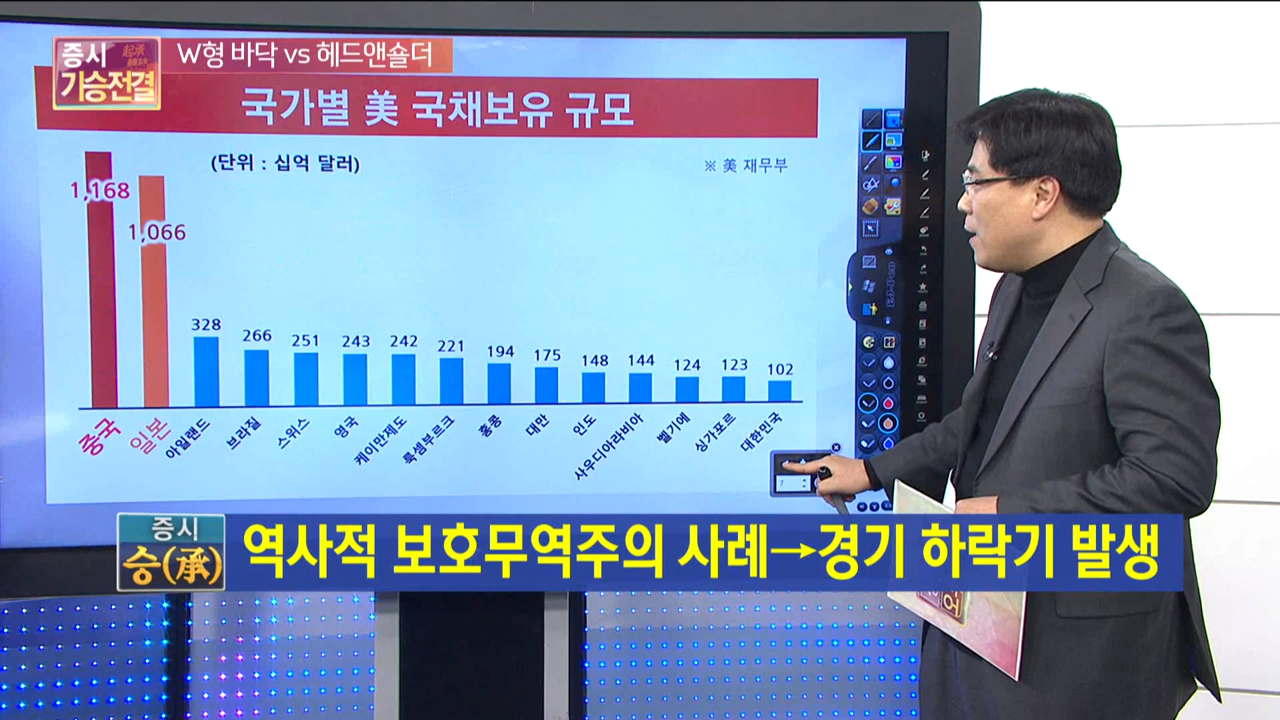 증시
起承轉結
기승전결
W형 바닥 vs 헤드앤숄더
국가별 美 국채보유 규모
(단위 : 십억 달러)
※ 美 재무부
1,168
1,066
328
266
251
243
242
221
194
175
148
144
124
123
102
중국
일본
아일랜드
브라질
스위스
영국
케이만제도
룩셈부르크
홍콩
대만
인도
사우디아라비아
벨기에
싱가포르
대한민국
7
증시
승(承)
역사적 보호무역주의 사례→경기 하락기 발생